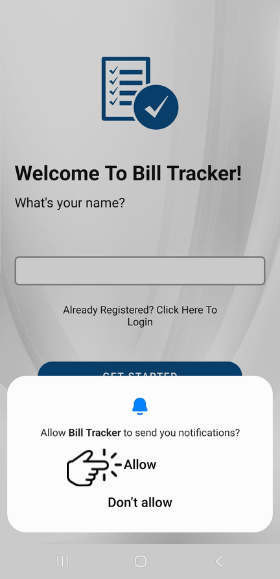 Welcome To Bill Tracker!
What's your name?
Already Registered? Click Here To
Login
GET STARTED
Allow Bill Tracker to send you notifications?
Allow
Don't allow